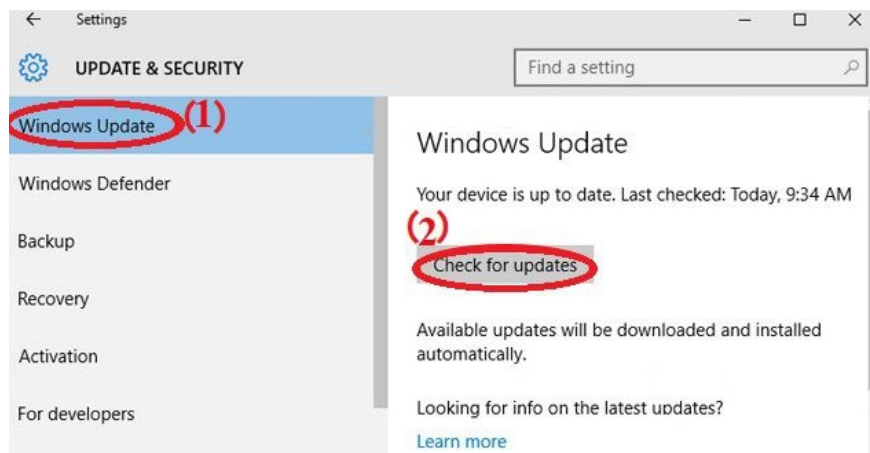 Settings
UPDATE & SECURITY
Find a setting
Windows Update
(1)
Windows Defender
Backup
Recovery
Activation
For developers
Windows Update
Your device is up to date. Last checked: Today, 9:34 AM
(2)
Check for updates
Available updates will be downloaded and installed
automatically.
Looking for info on the latest updates?
Learn more